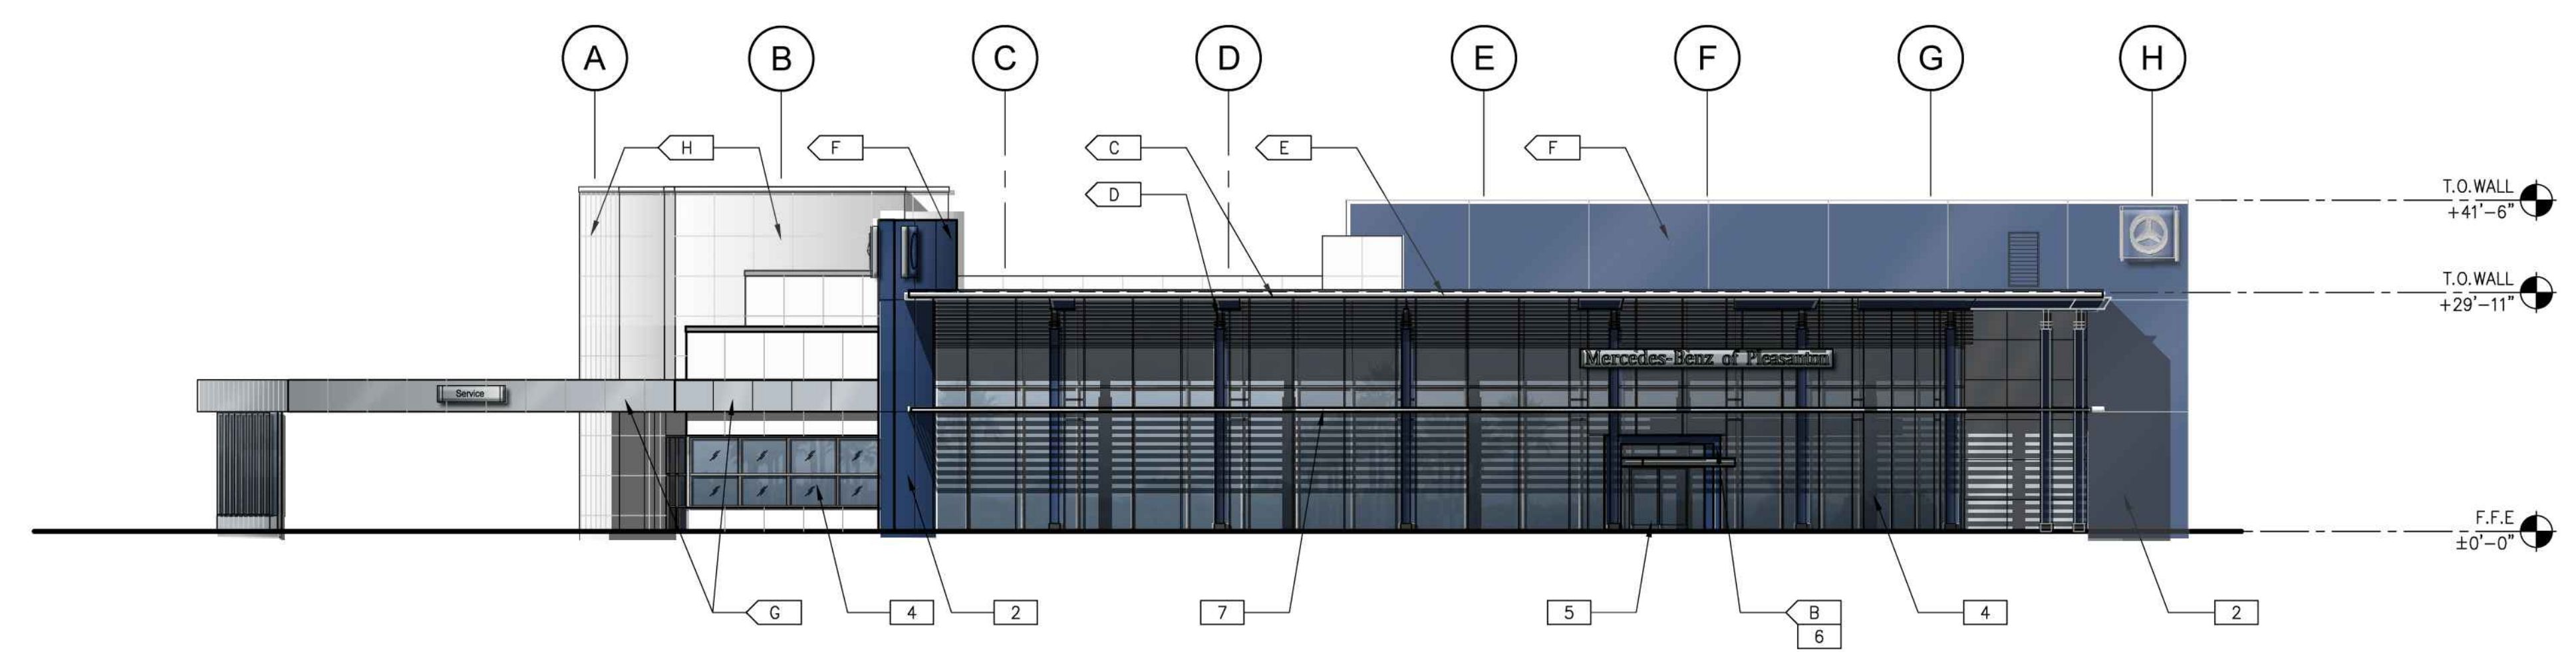 A B C D E F G H
H F C E F
D
T.O.WALL
+41'-6"
T.O.WALL
+29'-11"
Mercedes-Benz of Pleasanton
Service
F.F.E
±0'-0"
G 4 2 7 5 B 4 2
6